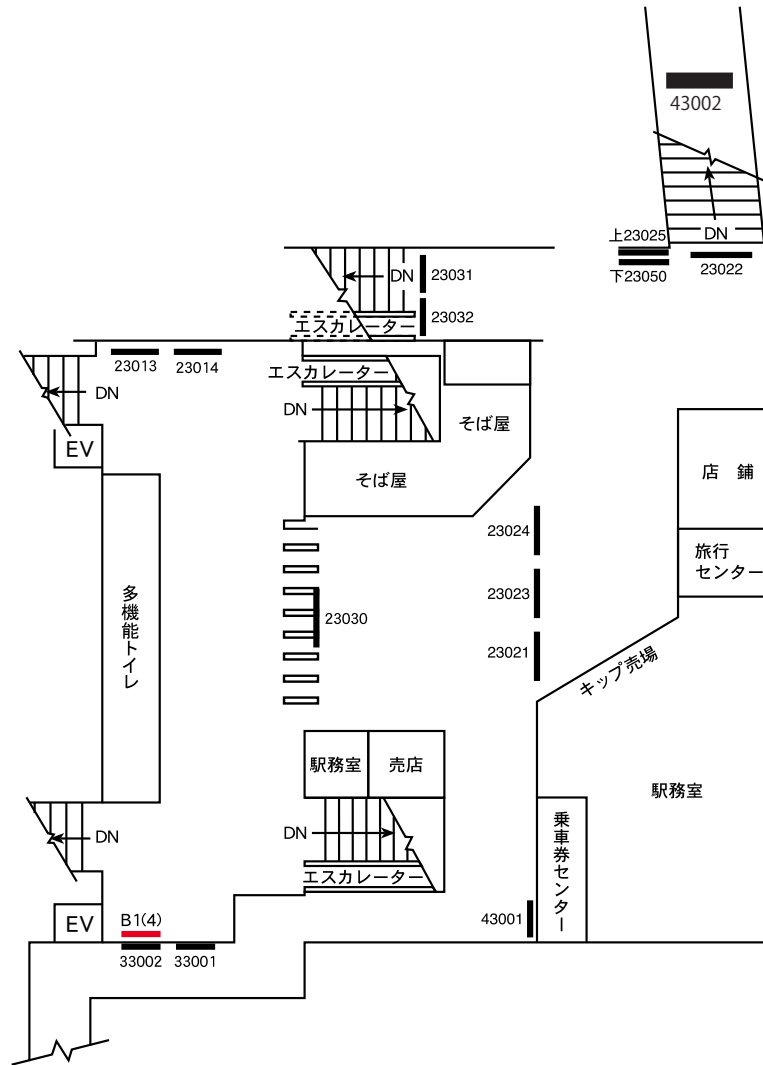 43002
上23025
DN
下23050
23022
DN
23031
23032
エスカレーター
23013
23014
エスカレーター
DN
DN
そば屋
EV
そば屋
店 舗
23024
旅行
センター
23023
多機能トイレ
23030
23021
キップ売場
駅務室
売店
駅務室
DN
DN
乗車券センター
エスカレーター
B1(4)
EV
43001
33002
33001